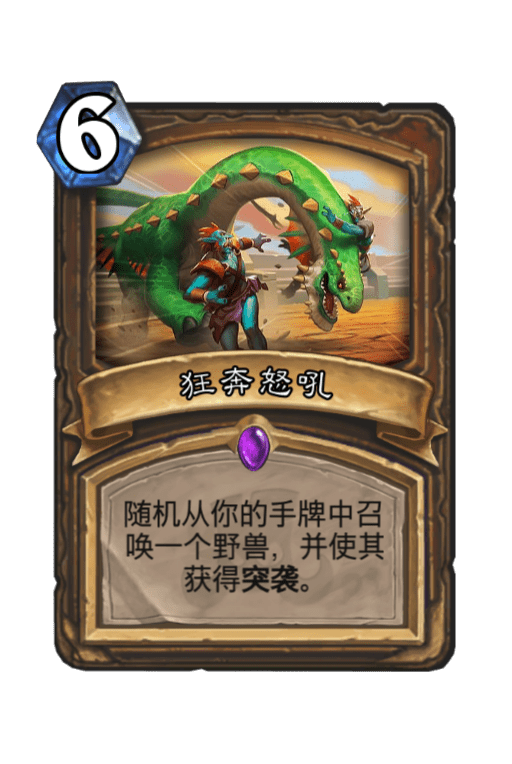 6
狂奔怒吼
随机从你的手牌中召
唤一个野兽，并使其
获得突袭。